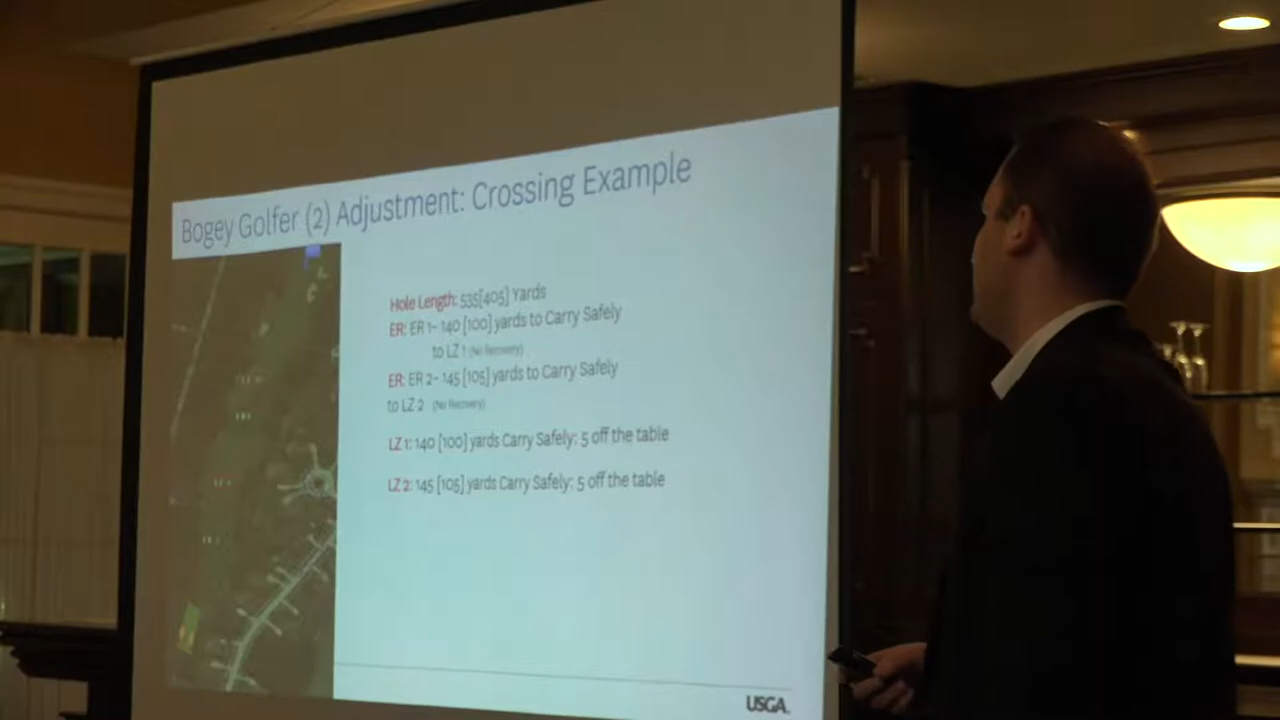 Bogey Golfer (2) Adjustment: Crossing Example
Hole Length: 535[405] Yards
ER: ER 1- 140 [100] yards to Carry Safely
to LZ 1 (No Recovery)
ER: ER 2- 145 [105] yards to Carry Safely
to LZ 2 (No Recovery)
LZ 1: 140 [100] yards Carry Safely: 5 off the table
LZ 2: 145 [105] yards Carry Safely: 5 off the table
USGA.